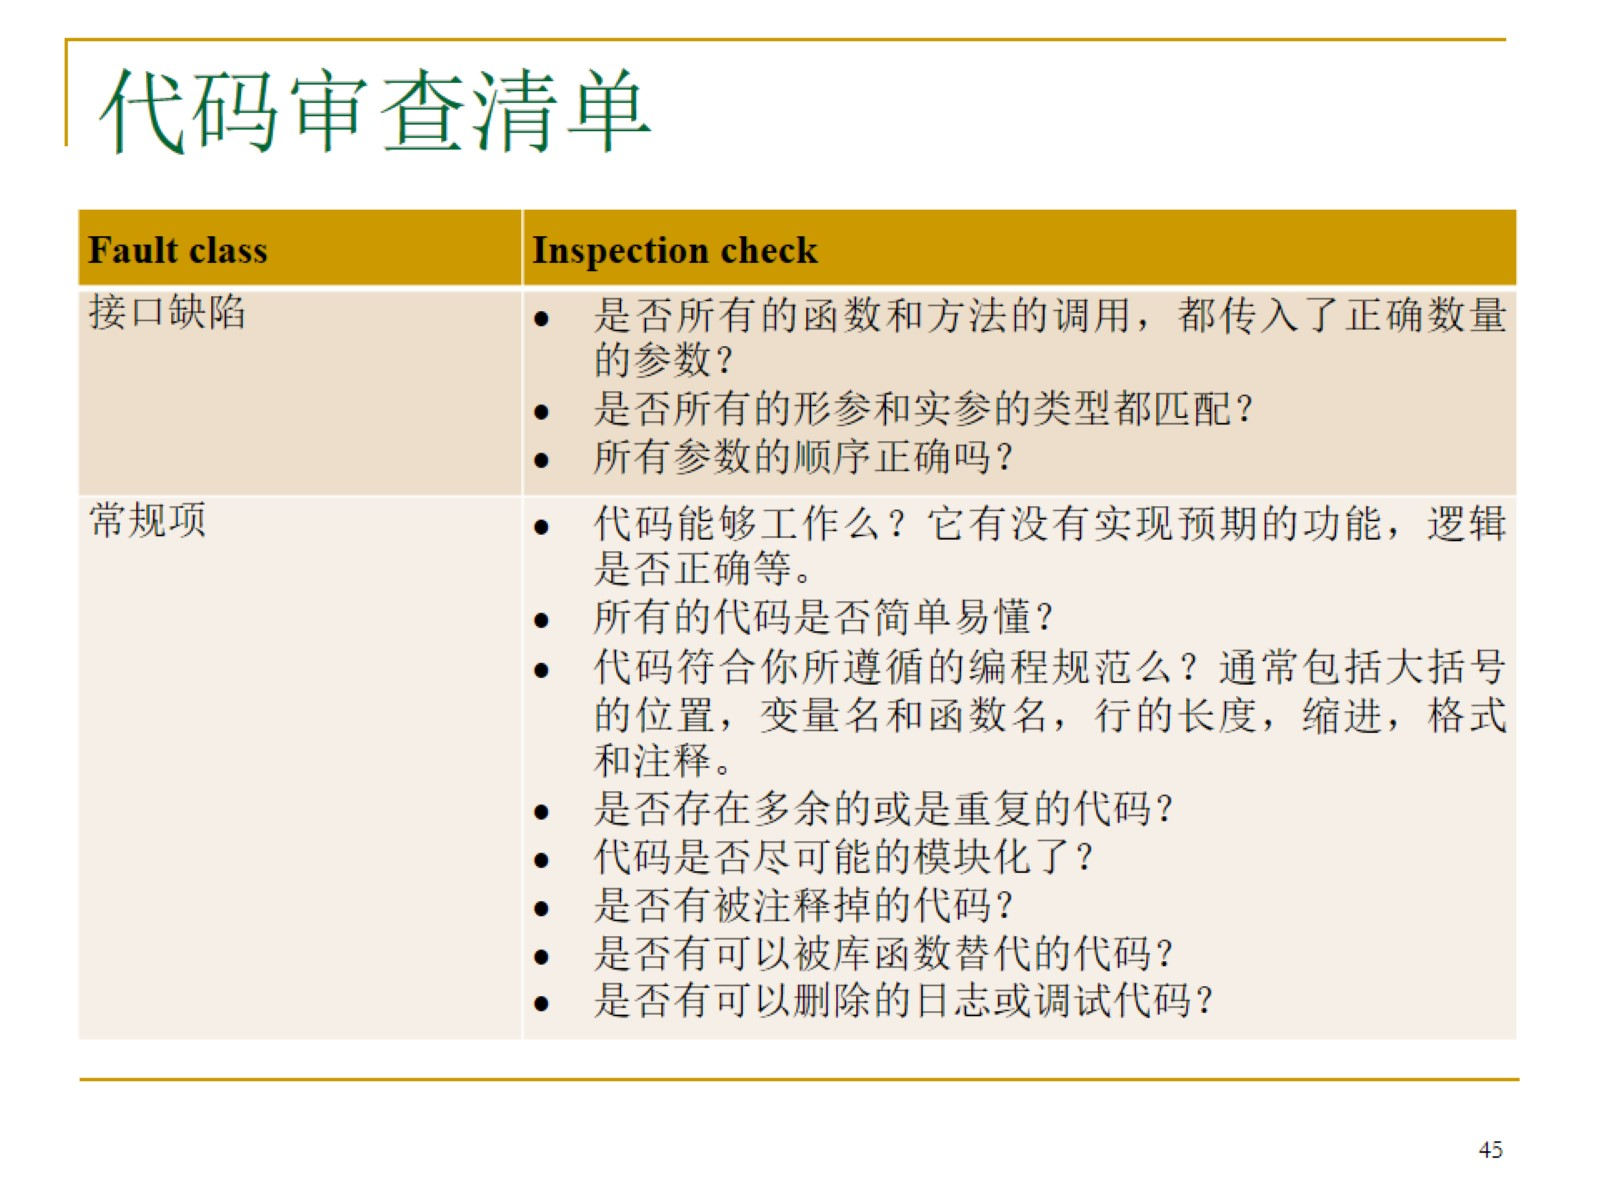 代码审查清单
Fault class
Inspection check
接口缺陷
● 是否所有的函数和方法的调用，都传入了正确数量
的参数？
● 是否所有的形参和实参的类型都匹配？
● 所有参数的顺序正确吗？
常规项
● 代码能够工作么？它有没有实现预期的功能，逻辑
是否正确等。
● 所有的代码是否简单易懂？
● 代码符合你所遵循的编程规范么？通常包括大括号
的位置，变量名和函数名，行的长度，缩进，格式
和注释。
● 是否存在多余的或是重复的代码？
● 代码是否尽可能的模块化了？
● 是否有被注释掉的代码？
● 是否有可以被库函数替代的代码？
● 是否有可以删除的日志或调试代码？
45